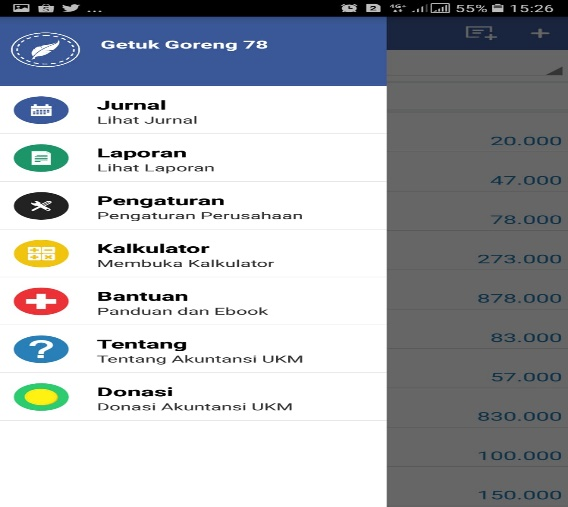 ... 4G+ 55% 15:26
Getuk Goreng 78
Jurnal
Lihat Jurnal
Laporan
Lihat Laporan
Pengaturan
Pengaturan Perusahaan
Kalkulator
Membuka Kalkulator
Bantuan
Panduan dan Ebook
Tentang
Tentang Akuntansi UKM
Donasi
Donasi Akuntansi UKM
20.000
47.000
78.000
273.000
878.000
83.000
57.000
830.000
100.000
150.000